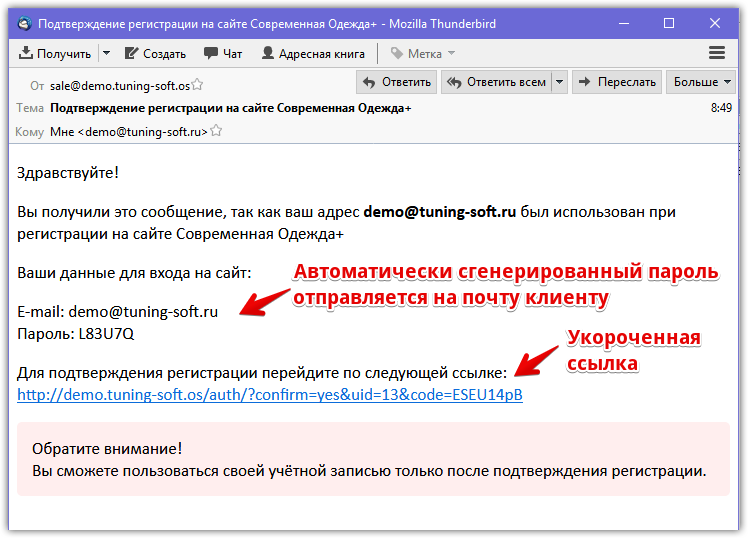 Подтверждение регистрации на сайте Современная Одежда+ - Mozilla Thunderbird
Получить Создать Чат Адресная книга Метка
От sale@demo.tuning-soft.os Ответить Ответить всем Переслать Больше
Тема Подтверждение регистрации на сайте Современная Одежда+ 8:49
Кому Мне <demo@tuning-soft.ru>
Здравствуйте!
Вы получили это сообщение, так как ваш адрес demo@tuning-soft.ru был использован при
регистрации на сайте Современная Одежда+
Ваши данные для входа на сайт:
Автоматически сгенерированный пароль
отправляется на почту клиенту
E-mail: demo@tuning-soft.ru
Пароль: L83U7Q
Укороченная
ссылка
Для подтверждения регистрации перейдите по следующей ссылке:
http://demo.tuning-soft.os/auth/?confirm=yes&uid=13&code=ESEU14pB
Обратите внимание!
Вы сможете пользоваться своей учётной записью только после подтверждения регистрации.